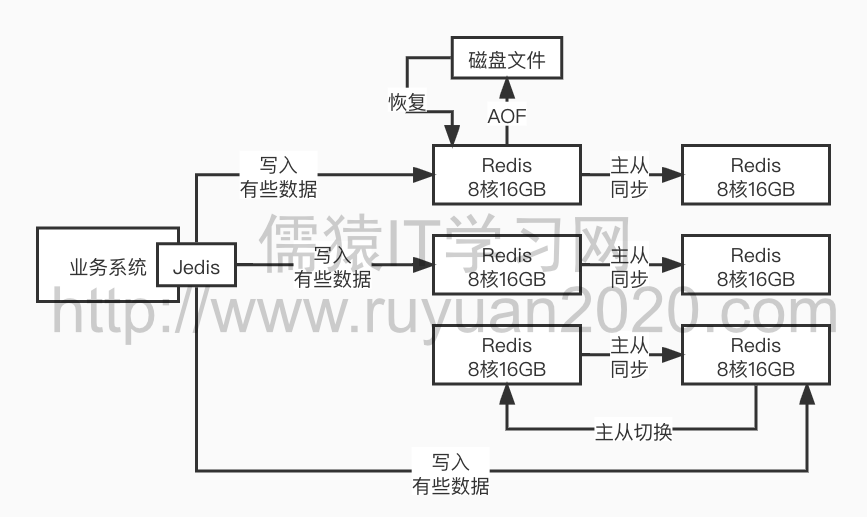 磁盘文件
恢复
AOF
写入
有些数据
Redis
8核16GB
主从
同步
Redis
8核16GB
儒猿IT学习网
业务系统
Jedis
写入
有些数据
Redis
8核16GB
主从
同步
Redis
8核16GB
http://www.ruyuan2020.com
Redis
8核16GB
主从
同步
Redis
8核16GB
主从切换
写入
有些数据